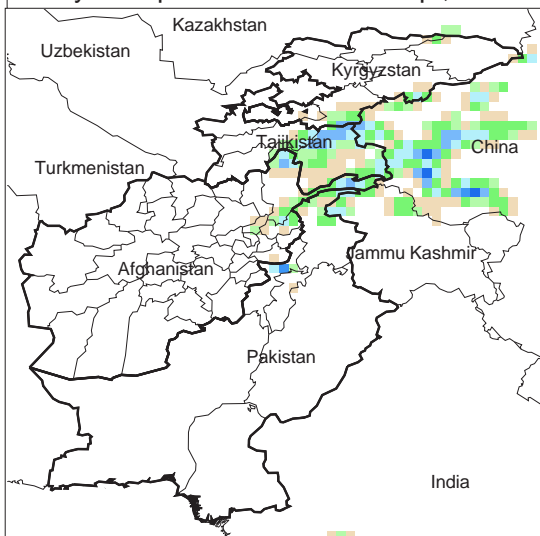 Kazakhstan
Uzbekistan
Kyrgyzstan
Tajikistan
China
Turkmenistan
Jammu Kashmir
Afghanistan
Pakistan
India